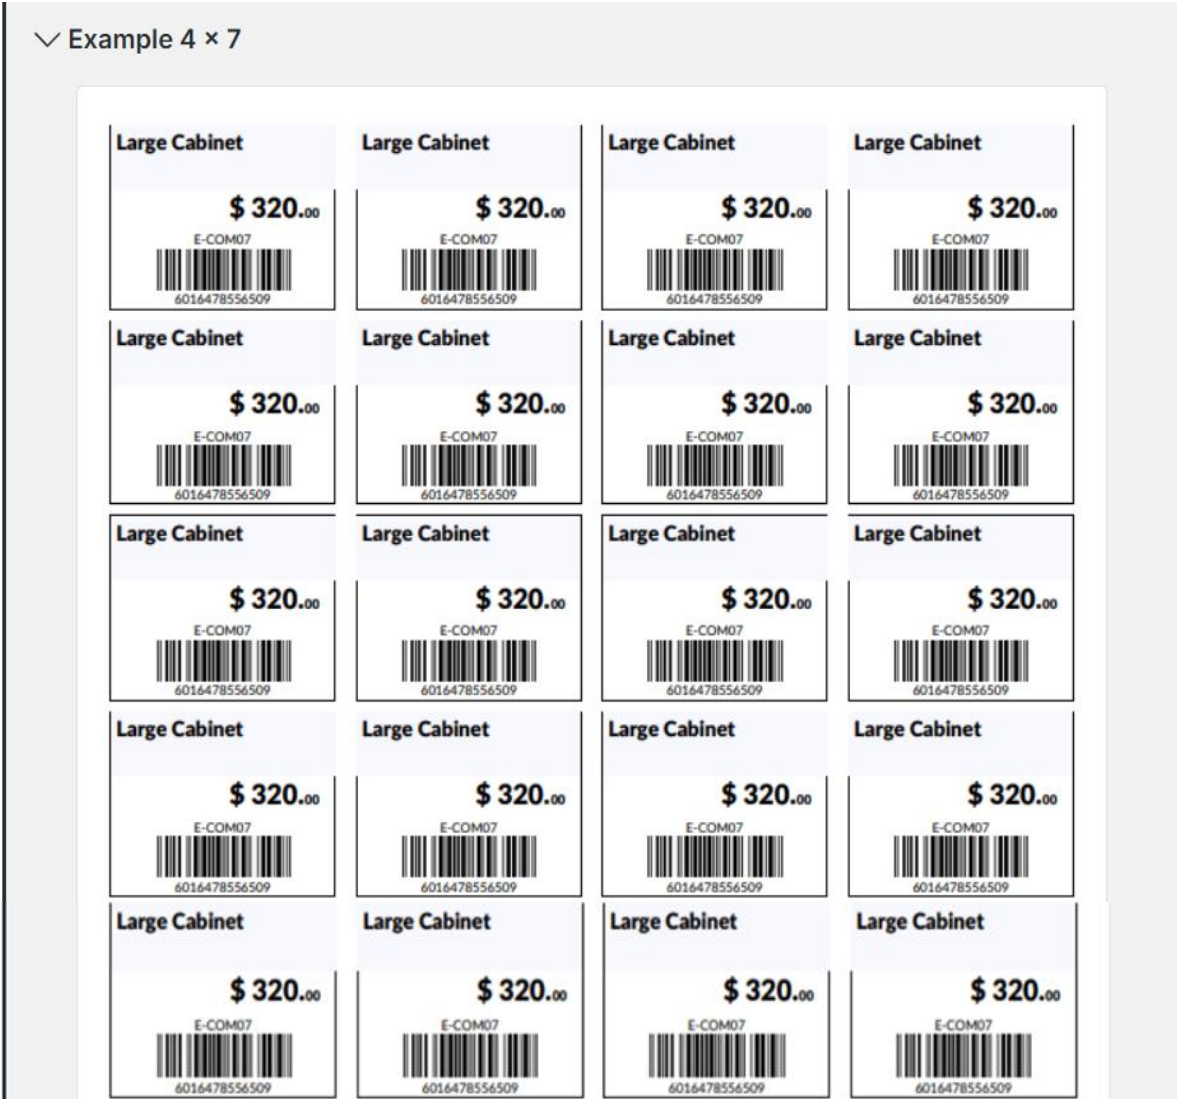 Example 4 × 7
Large Cabinet Large Cabinet Large Cabinet Large Cabinet
$ 320.00 $ 320.00 $ 320.00 $ 320.00
E-COM07 E-COM07 E-COM07 E-COM07
6016478556509 6016478556509 6016478556509 6016478556509
Large Cabinet Large Cabinet Large Cabinet Large Cabinet
$ 320.00 $ 320.00 $ 320.00 $ 320.00
E-COM07 E-COM07 E-COM07 E-COM07
6016478556509 6016478556509 6016478556509 6016478556509
Large Cabinet Large Cabinet Large Cabinet Large Cabinet
$ 320.00 $ 320.00 $ 320.00 $ 320.00
E-COM07 E-COM07 E-COM07 E-COM07
6016478556509 6016478556509 6016478556509 6016478556509
Large Cabinet Large Cabinet Large Cabinet Large Cabinet
$ 320.00 $ 320.00 $ 320.00 $ 320.00
E-COM07 E-COM07 E-COM07 E-COM07
6016478556509 6016478556509 6016478556509 6016478556509
Large Cabinet Large Cabinet Large Cabinet Large Cabinet
$ 320.00 $ 320.00 $ 320.00 $ 320.00
E-COM07 E-COM07 E-COM07 E-COM07
6016478556509 6016478556509 6016478556509 6016478556509